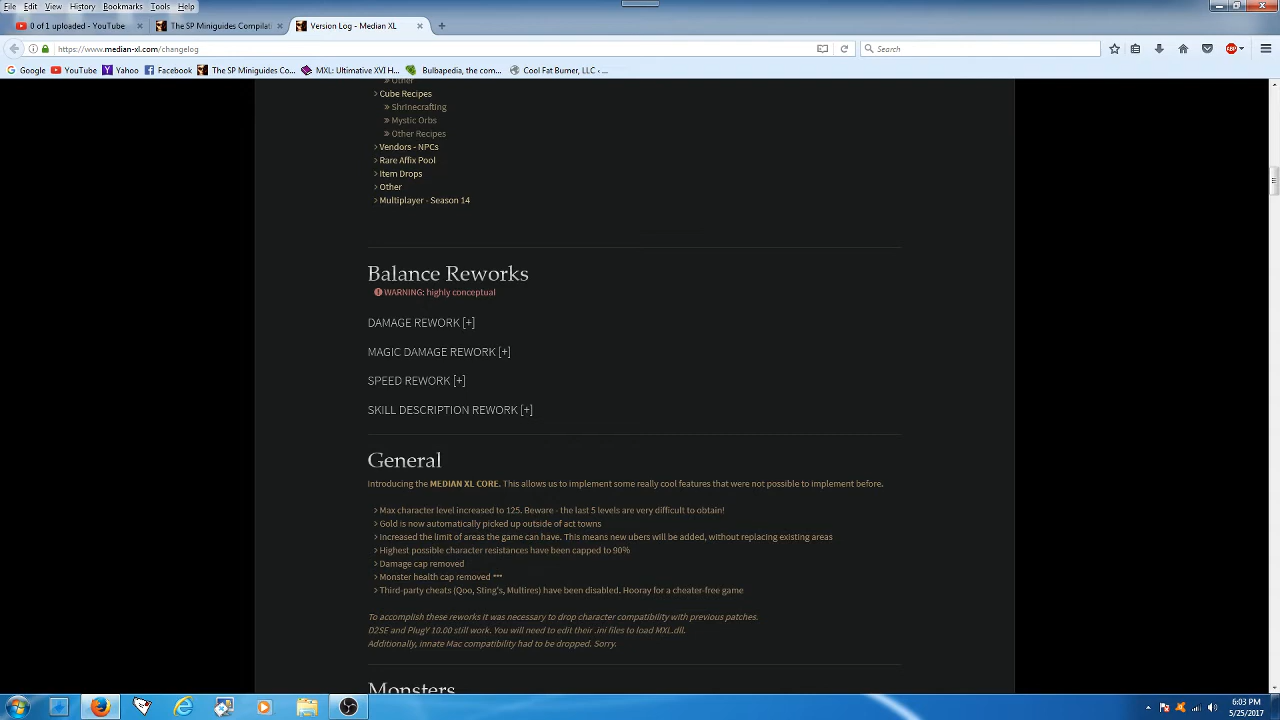 File Edit View History Bookmarks Tools Help
1 of 1 uploaded - YouTube
The SP Miniguides Compati
Version Log - Median XL
https://www.median-xl.com/changelog
Search
Google YouTube Yahoo Facebook The SP Miniguides Co... MXL: Ultimative XVI H... Bulbapedia, the com... Cool Fat Burner, LLC ‹ ...
Other
Cube Recipes
Shrinecrafting
Mystic Orbs
Other Recipes
Vendors - NPCs
Rare Affix Pool
Item Drops
Other
Multiplayer - Season 14
Balance Reworks
WARNING: highly conceptual
DAMAGE REWORK [+]
MAGIC DAMAGE REWORK [+]
SPEED REWORK [+]
SKILL DESCRIPTION REWORK [+]
General
Introducing the MEDIAN XL CORE. This allows us to implement some really cool features that were not possible to implement before.
Max character level increased to 125. Beware - the last 5 levels are very difficult to obtain!
Gold is now automatically picked up outside of act towns
Increased the limit of areas the game can have. This means new ubers will be added, without replacing existing areas
Highest possible character resistances have been capped to 90%
Damage cap removed
Monster health cap removed ***
Third-party cheats (Qoo, Sting's, Multires) have been disabled. Hooray for a cheater-free game
To accomplish these reworks it was necessary to drop character compatibility with previous patches.
D2SE and PlugY 10.00 still work. You will need to edit their .ini files to load MXL.dll.
Additionally, innate Mac compatibility had to be dropped. Sorry.
Monsters
6:03 PM
5/25/2017